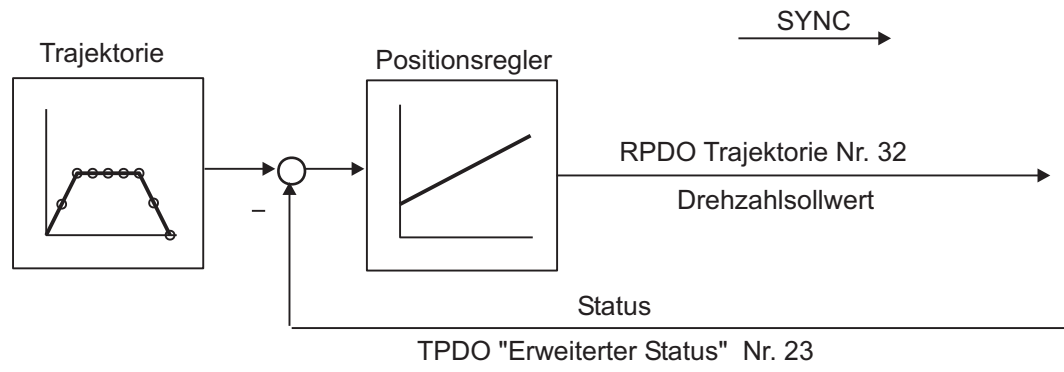 SYNC
Trajektorie
Positionsregler
RPDO Trajektorie Nr. 32
Drehzahlsollwert
–
Status
TPDO "Erweiterter Status" Nr. 23